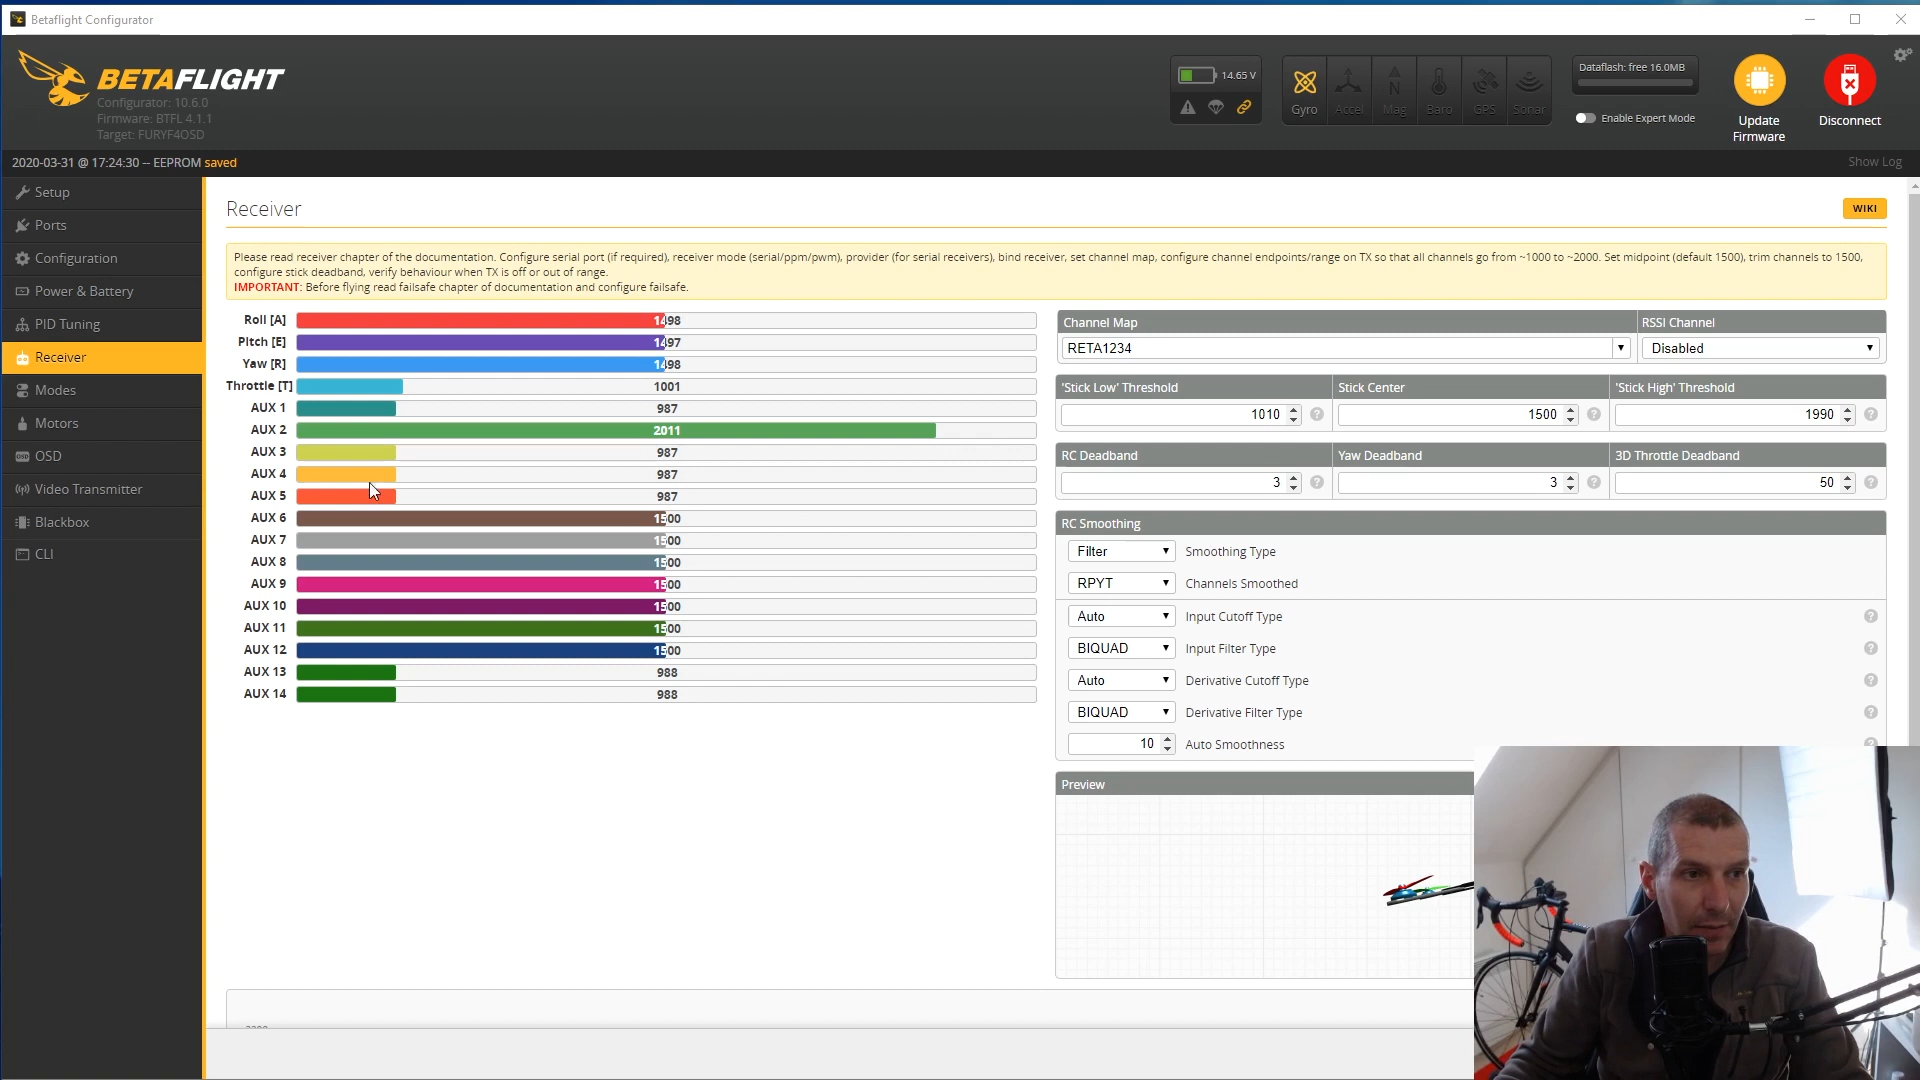 Betaflight Configurator
BETAFLIGHT
Configurator: 10.6.0
Firmware: BTFL 4.1.1
Target: FURYF4OSD
14.65 V
Gyro Accel Mag Baro GPS Sonar
Dataflash: free 16.0MB
Enable Expert Mode
Update
Firmware
Disconnect
2020-03-31 @ 17:24:30 -- EEPROM saved
Show Log
Setup
Ports
Configuration
Power & Battery
PID Tuning
Receiver
Modes
Motors
OSD
Video Transmitter
Blackbox
CLI
Receiver
WIKI
Please read receiver chapter of the documentation. Configure serial port (if required), receiver mode (serial/ppm/pwm), provider (for serial receivers), bind receiver, set channel map, configure channel endpoints/range on TX so that all channels go from ~1000 to ~2000. Set midpoint (default 1500), trim channels to 1500,
configure stick deadband, verify behaviour when TX is off or out of range.
IMPORTANT: Before flying read failsafe chapter of documentation and configure failsafe.
Roll [A] 1498
Pitch [E] 1497
Yaw [R] 1498
Throttle [T] 1001
AUX 1 987
AUX 2 2011
AUX 3 987
AUX 4 987
AUX 5 987
AUX 6 1500
AUX 7 1500
AUX 8 1500
AUX 9 1500
AUX 10 1500
AUX 11 1500
AUX 12 1500
AUX 13 988
AUX 14 988
Channel Map RSSI Channel
RETA1234 Disabled
'Stick Low' Threshold Stick Center 'Stick High' Threshold
1010 1500 1990
RC Deadband Yaw Deadband 3D Throttle Deadband
3 3 50
RC Smoothing
Filter Smoothing Type
RPYT Channels Smoothed
Auto Input Cutoff Type
BIQUAD Input Filter Type
Auto Derivative Cutoff Type
BIQUAD Derivative Filter Type
10 Auto Smoothness
Preview